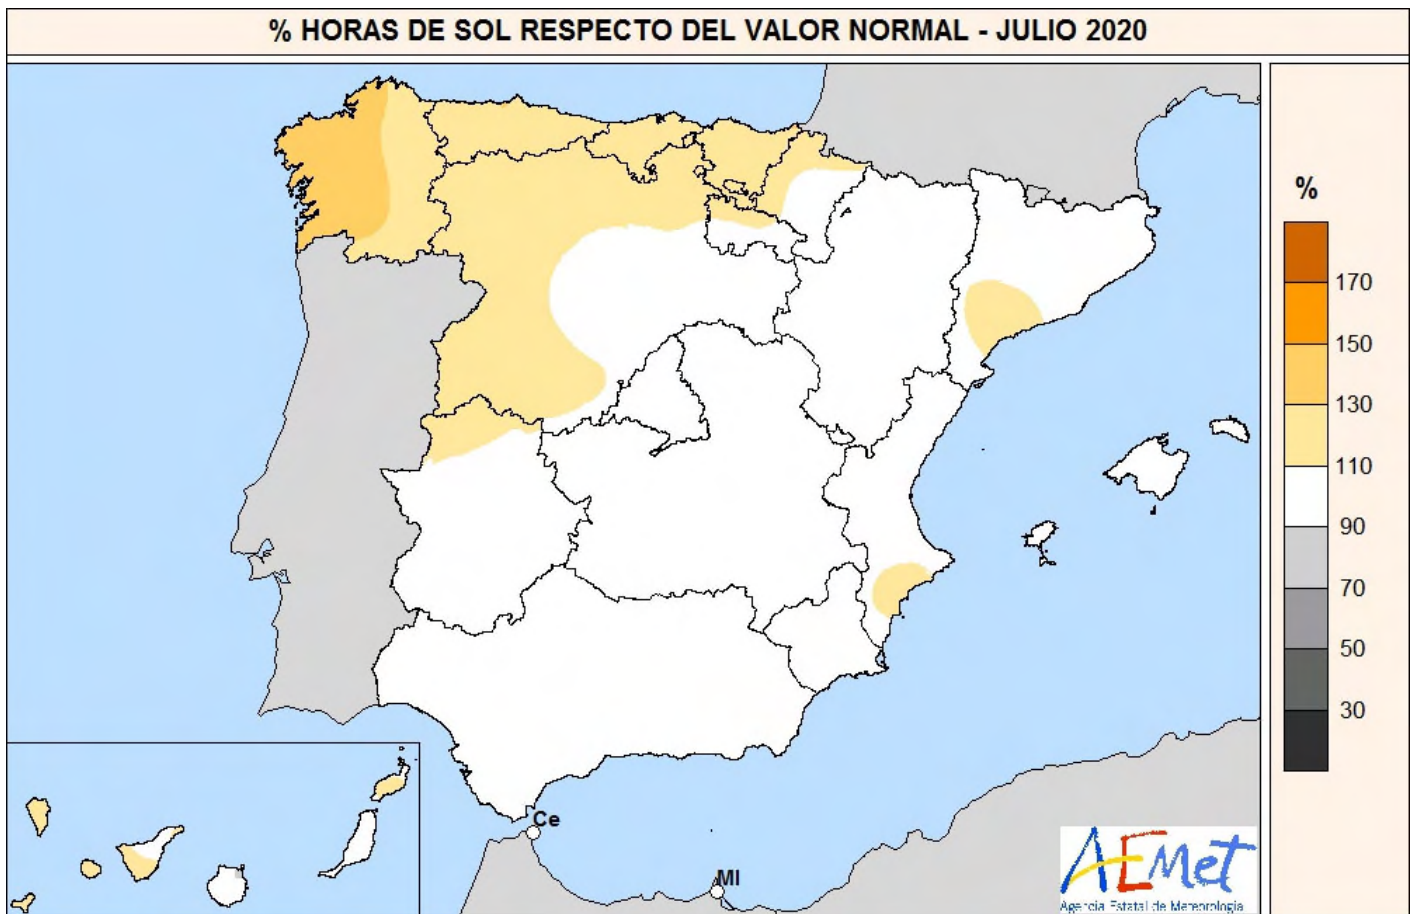 % HORAS DE SOL RESPECTO DEL VALOR NORMAL - JULIO 2020
%
170
150
130
110
90
70
50
30
Ce
Ml
AEMet
Agencia Estatal de Meteorología